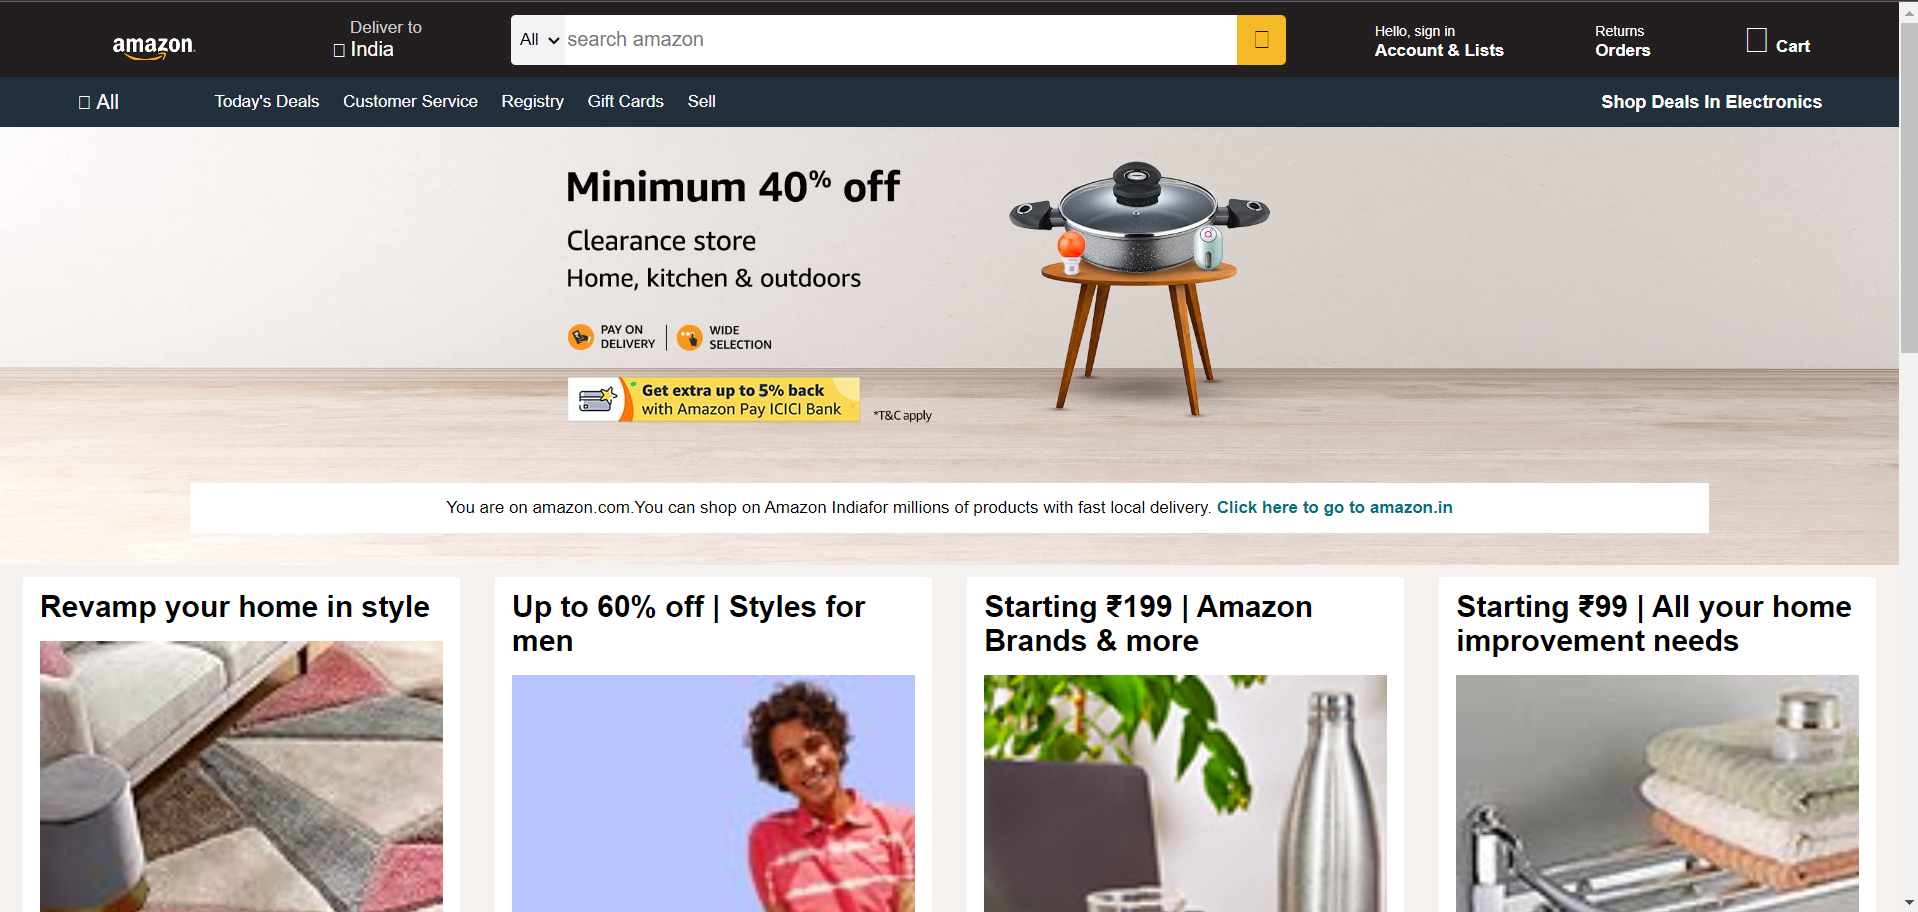 amazon
Deliver to
India
All
search amazon
Hello, sign in
Account & Lists
Returns
Orders
Cart
All
Today's Deals
Customer Service
Registry
Gift Cards
Sell
Shop Deals In Electronics
Minimum 40% off
Clearance store
Home, kitchen & outdoors
PAY ON
DELIVERY
WIDE
SELECTION
Get extra up to 5% back
with Amazon Pay ICICI Bank
*T&C apply
You are on amazon.com.You can shop on Amazon Indiafor millions of products with fast local delivery. Click here to go to amazon.in
Revamp your home in style
Up to 60% off | Styles for
men
Starting ₹199 | Amazon
Brands & more
Starting ₹99 | All your home
improvement needs